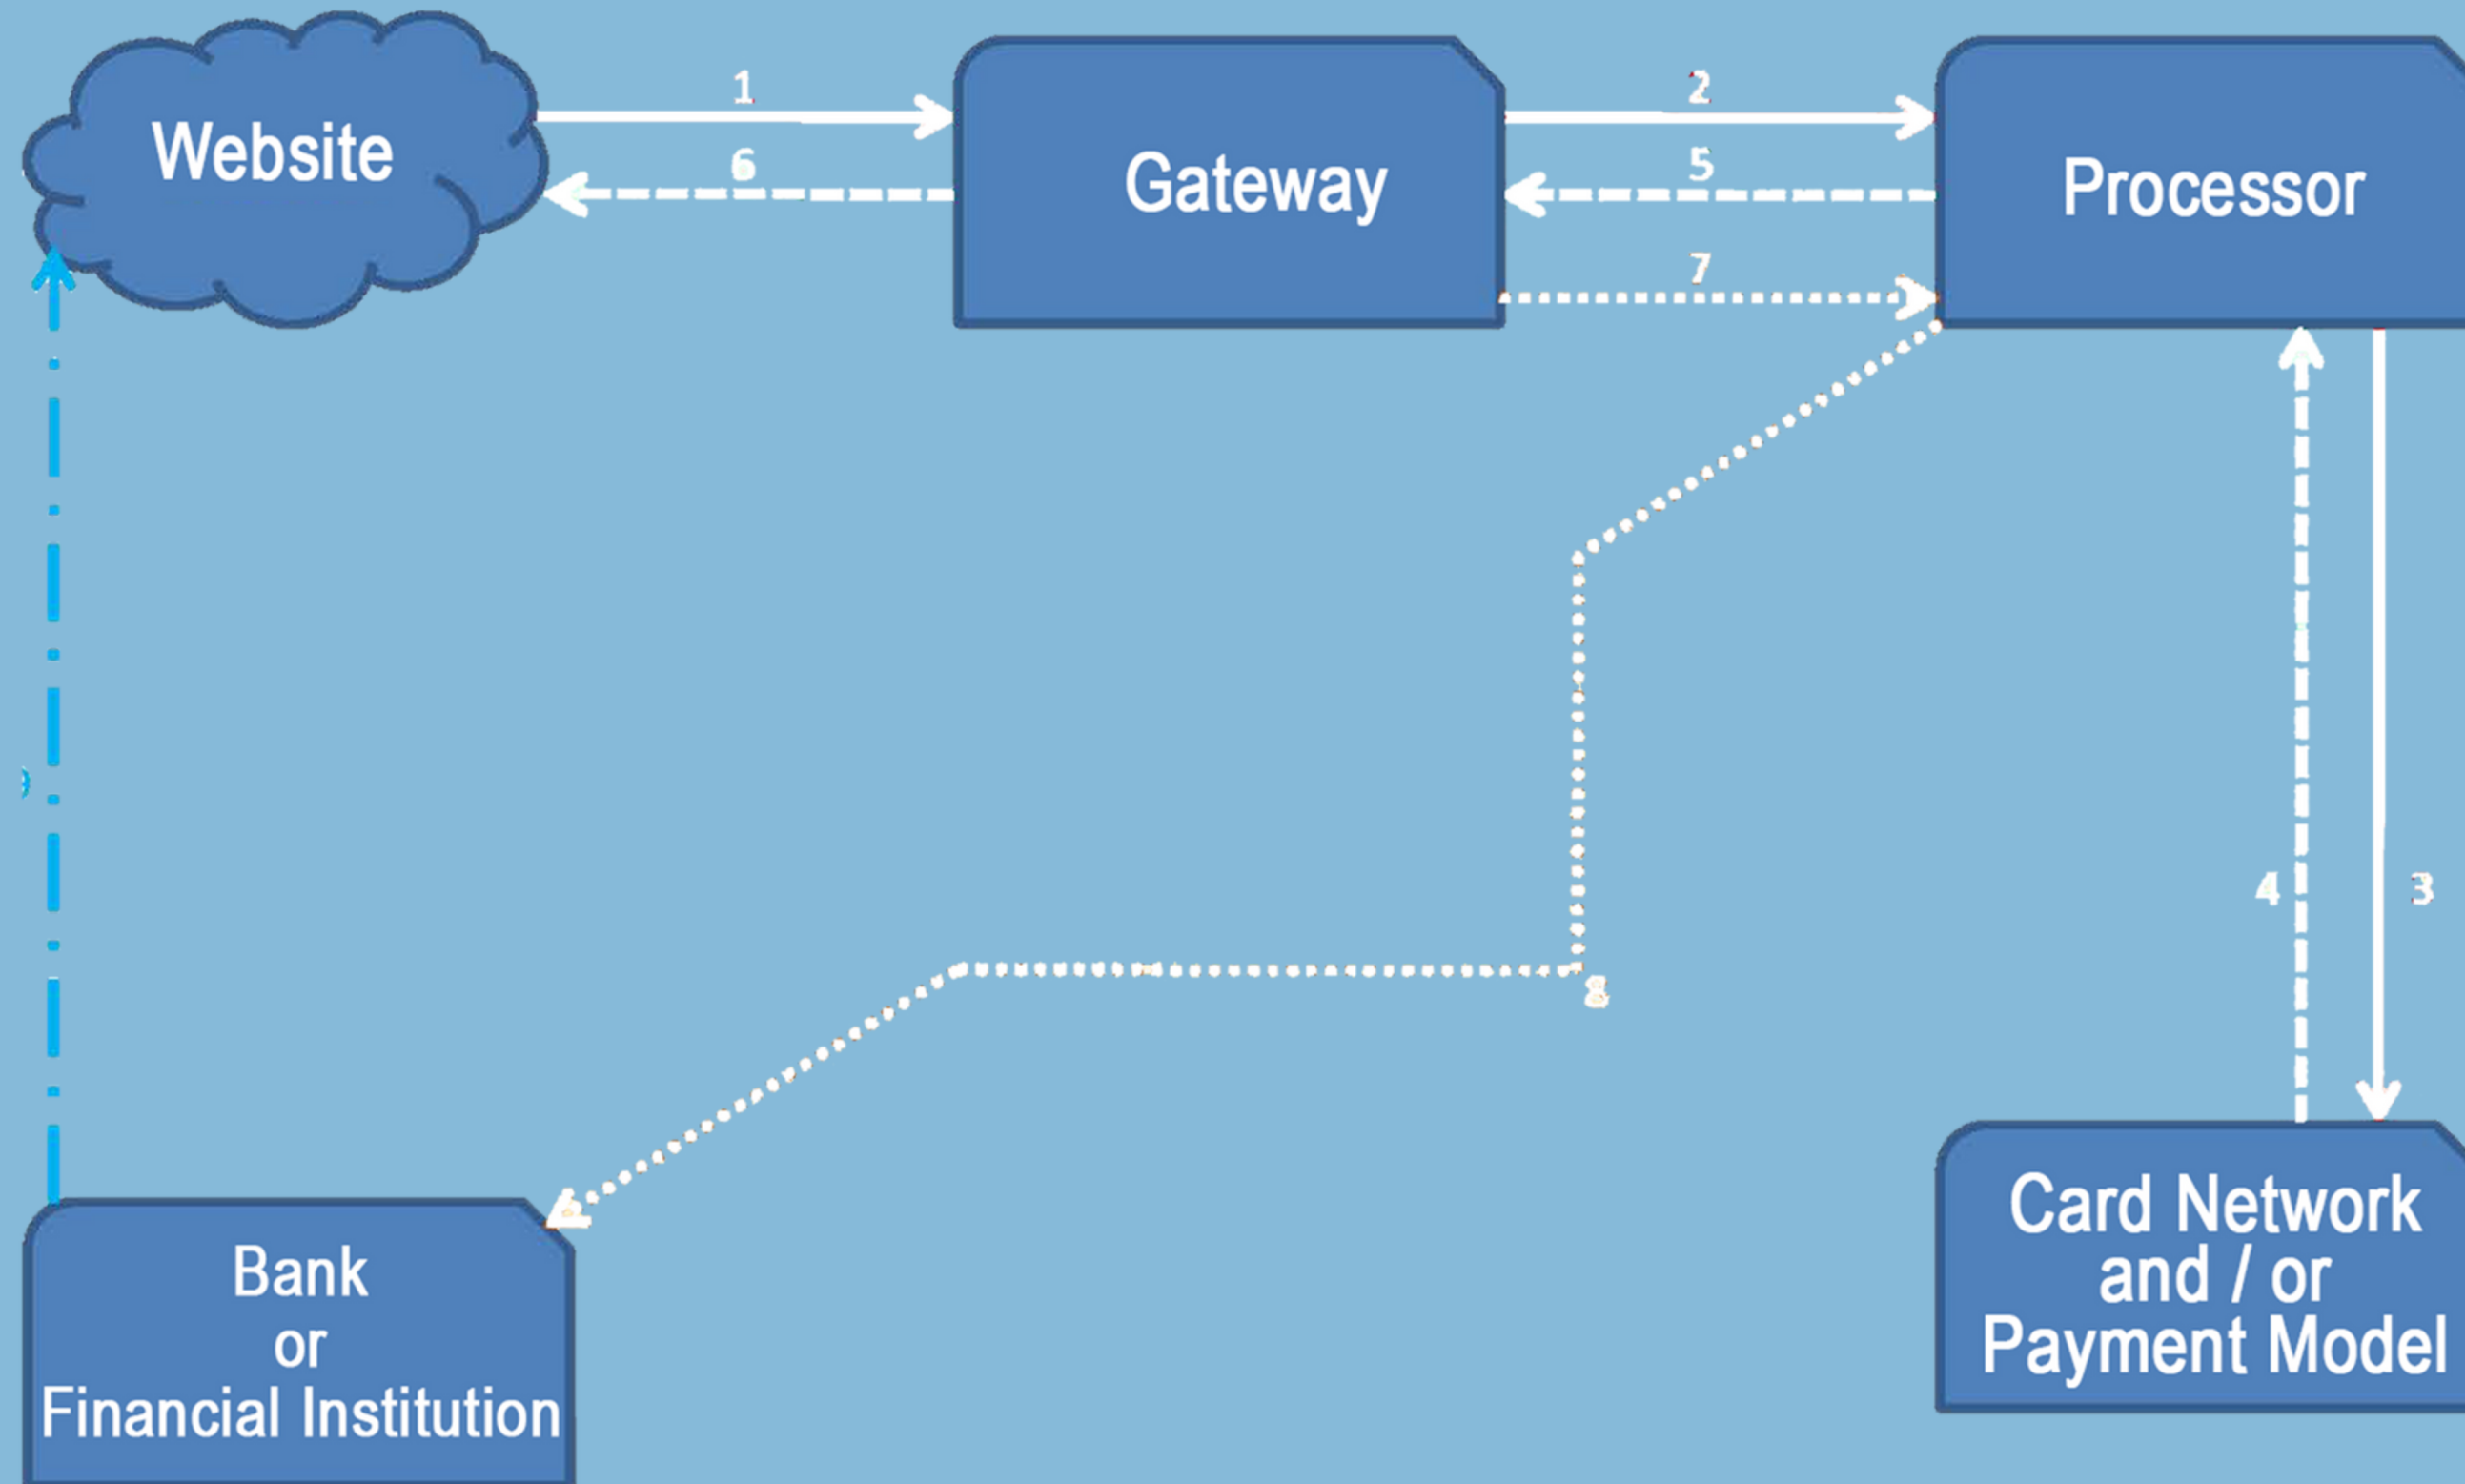 Website
1
6
Gateway
2
5
7
Processor
4
3
8
Bank
or
Financial Institution
Card Network
and / or
Payment Model